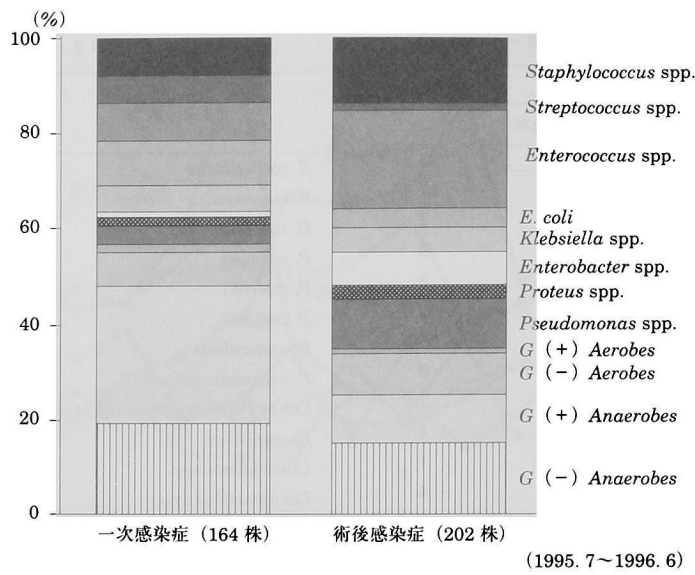 (%)
100
80
60
40
20
0
Staphylococcus spp.
Streptococcus spp.
Enterococcus spp.
E. coli
Klebsiella spp.
Enterobacter spp.
Proteus spp.
Pseudomonas spp.
G (+) Aerobes
G (−) Aerobes
G (+) Anaerobes
G (−) Anaerobes
一次感染症 (164 株)
術後感染症 (202 株)
(1995. 7〜1996. 6)